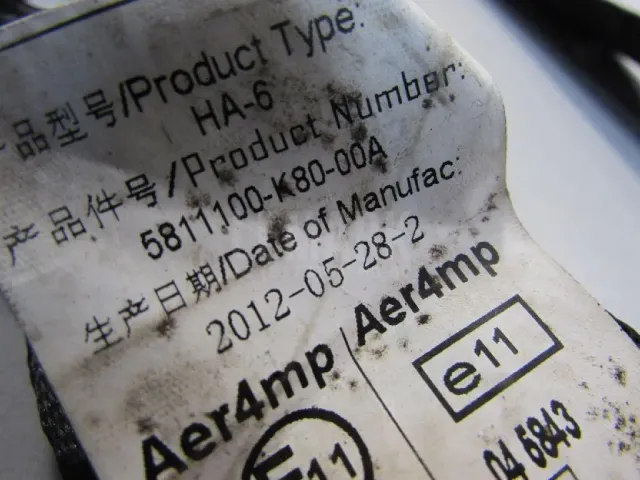 产品型号/Product Type:
HA-6
产品件号/Product Number:
5811100-K80-00A
生产日期/Date of Manufac:
2012-05-28-2
Aer4mp Aer4mp
E11 e11
04 5843